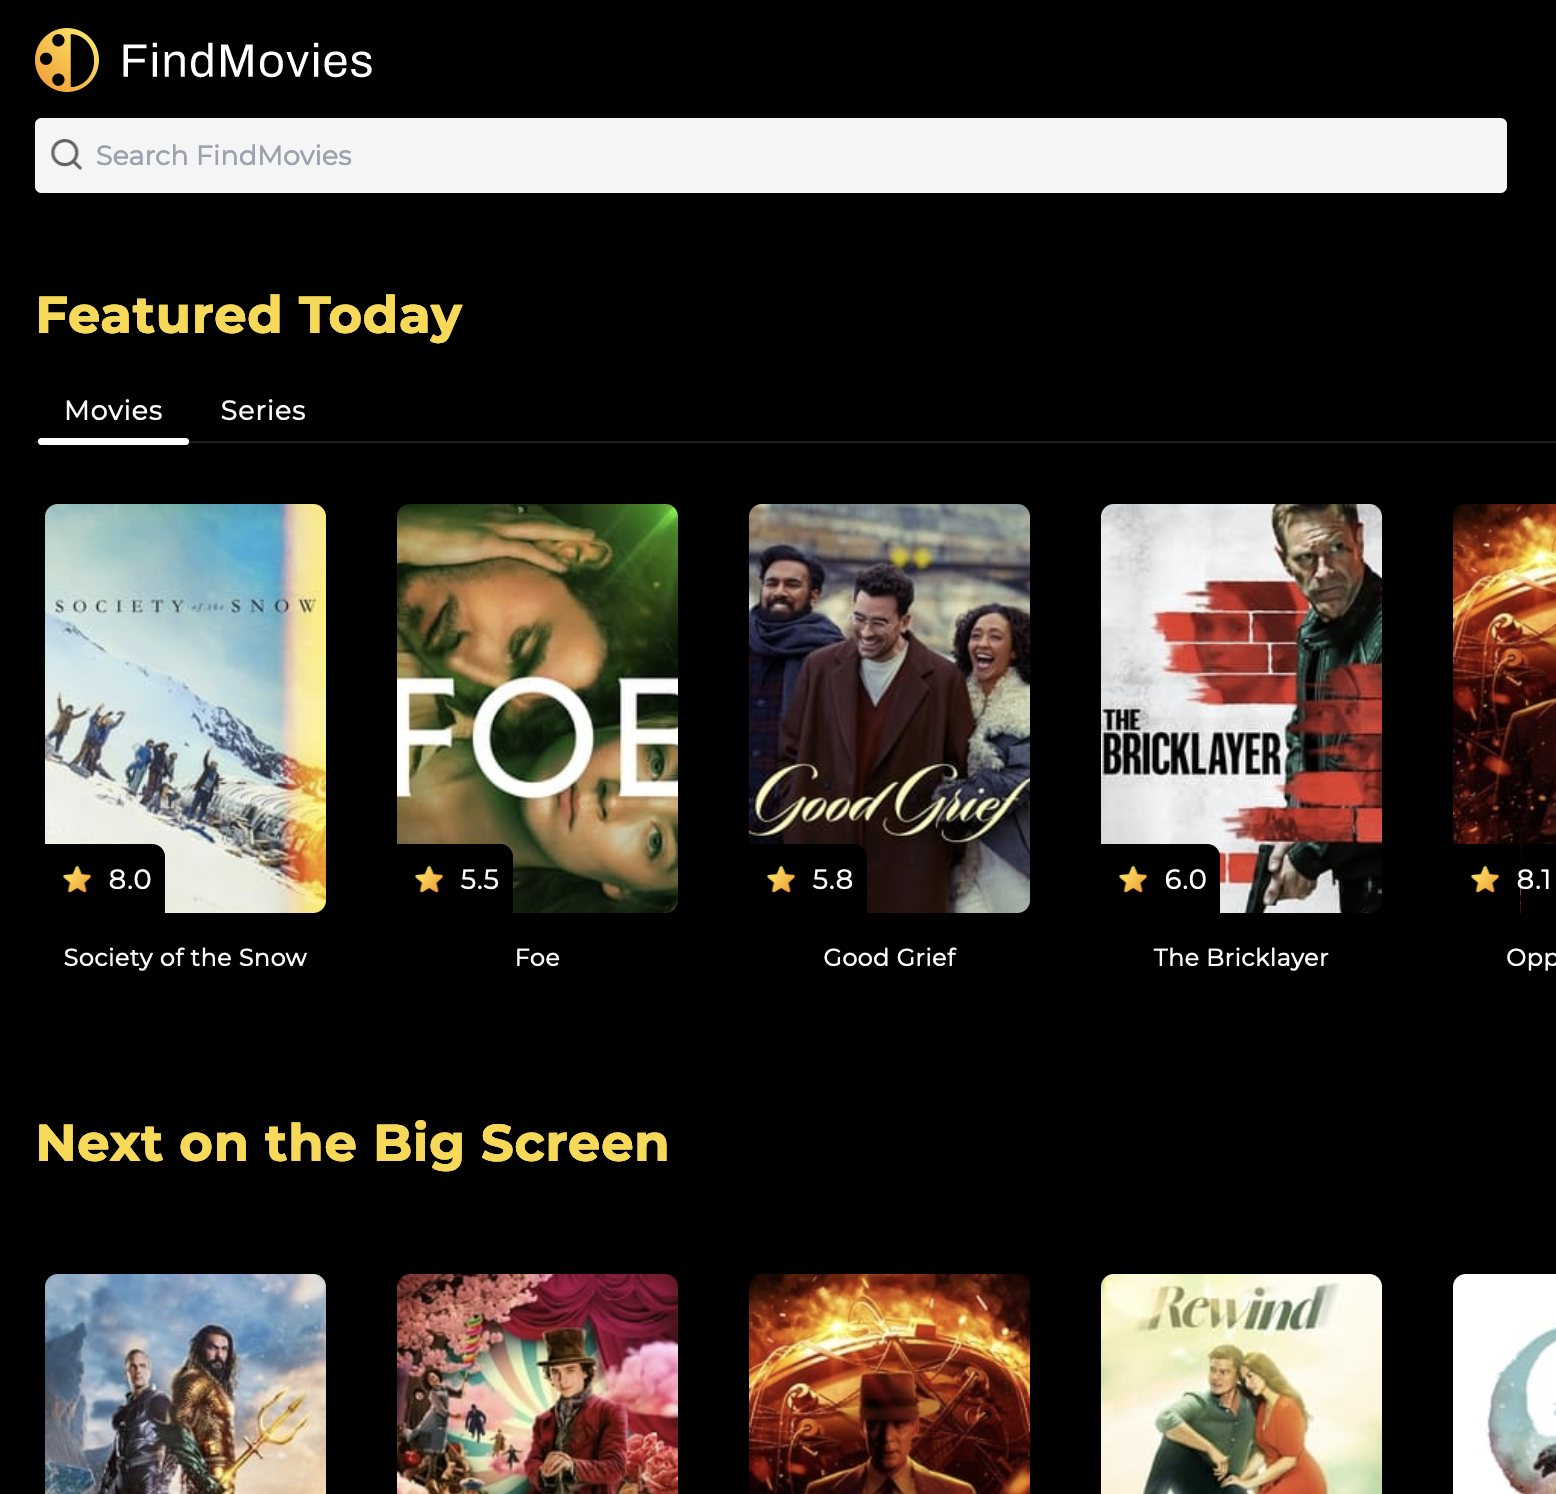 FindMovies
Search FindMovies
Featured Today
Movies Series
SOCIETY of the SNOW
FOE
Good Grief
THE
BRICKLAYER
8.0 5.5 5.8 6.0 8.1
Society of the Snow Foe Good Grief The Bricklayer Opp
Next on the Big Screen
Rewind